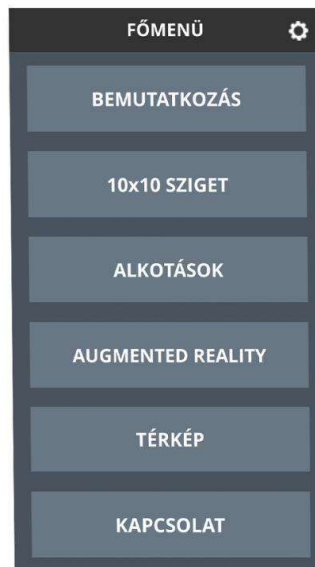 FŐMENÜ
BEMUTATKOZÁS
10x10 SZIGET
ALKOTÁSOK
AUGMENTED REALITY
TÉRKÉP
KAPCSOLAT